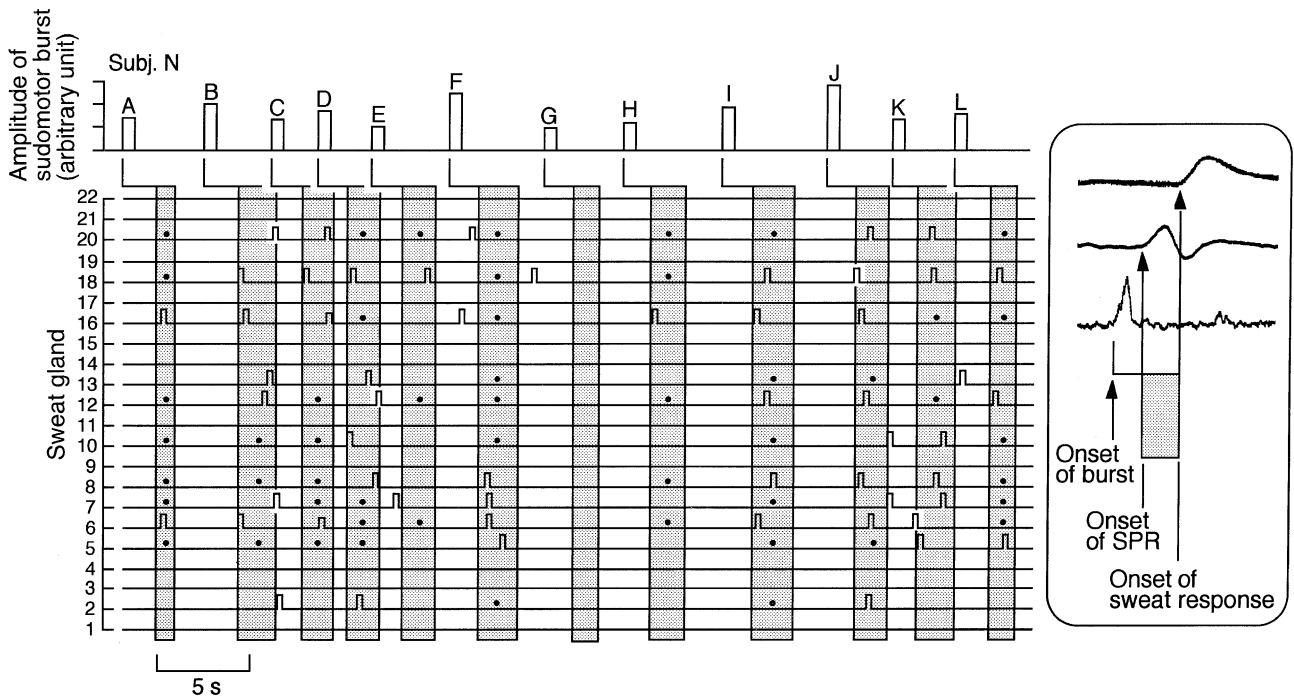 Amplitude of
sudomotor burst
(arbitrary unit)
Subj. N
A
B
C
D
E
F
G
H
I
J
K
L
Sweat gland
22
21
20
19
18
17
16
15
14
13
12
11
10
9
8
7
6
5
4
3
2
1
5 s
Onset
of burst
Onset
of SPR
Onset of
sweat response